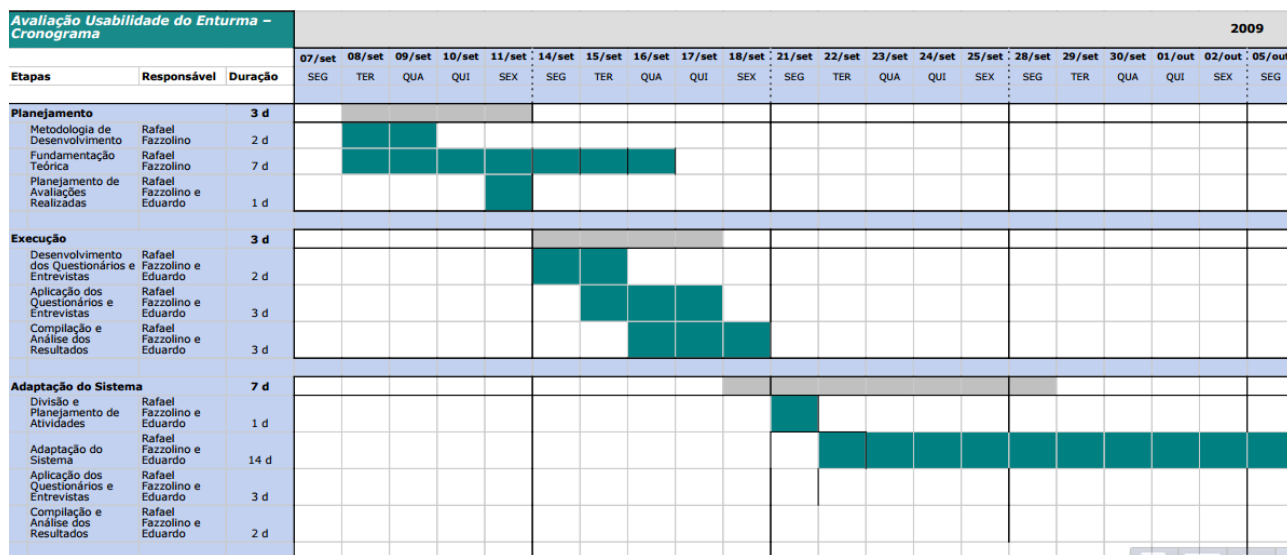 Avaliação Usabilidade do Enturma –
Cronograma
2009
07/set 08/set 09/set 10/set 11/set 14/set 15/set 16/set 17/set 18/set 21/set 22/set 23/set 24/set 25/set 28/set 29/set 30/set 01/out 02/out 05/out
Etapas Responsável Duração SEG TER QUA QUI SEX SEG TER QUA QUI SEX SEG TER QUA QUI SEX SEG TER QUA QUI SEX SEG
Planejamento 3 d
Metodologia de Rafael
Desenvolvimento Fazzolino 2 d
Fundamentação Rafael
Teórica Fazzolino 7 d
Planejamento de Rafael
Avaliações Fazzolino e
Realizadas Eduardo 1 d
Execução 3 d
Desenvolvimento Rafael
dos Questionários e Fazzolino e
Entrevistas Eduardo 2 d
Aplicação dos Rafael
Questionários e Fazzolino e
Entrevistas Eduardo 3 d
Compilação e Rafael
Análise dos Fazzolino e
Resultados Eduardo 3 d
Adaptação do Sistema 7 d
Divisão e Rafael
Planejamento de Fazzolino e
Atividades Eduardo 1 d
Rafael
Adaptação do Fazzolino e
Sistema Eduardo 14 d
Aplicação dos Rafael
Questionários e Fazzolino e
Entrevistas Eduardo 3 d
Compilação e Rafael
Análise dos Fazzolino e
Resultados Eduardo 2 d